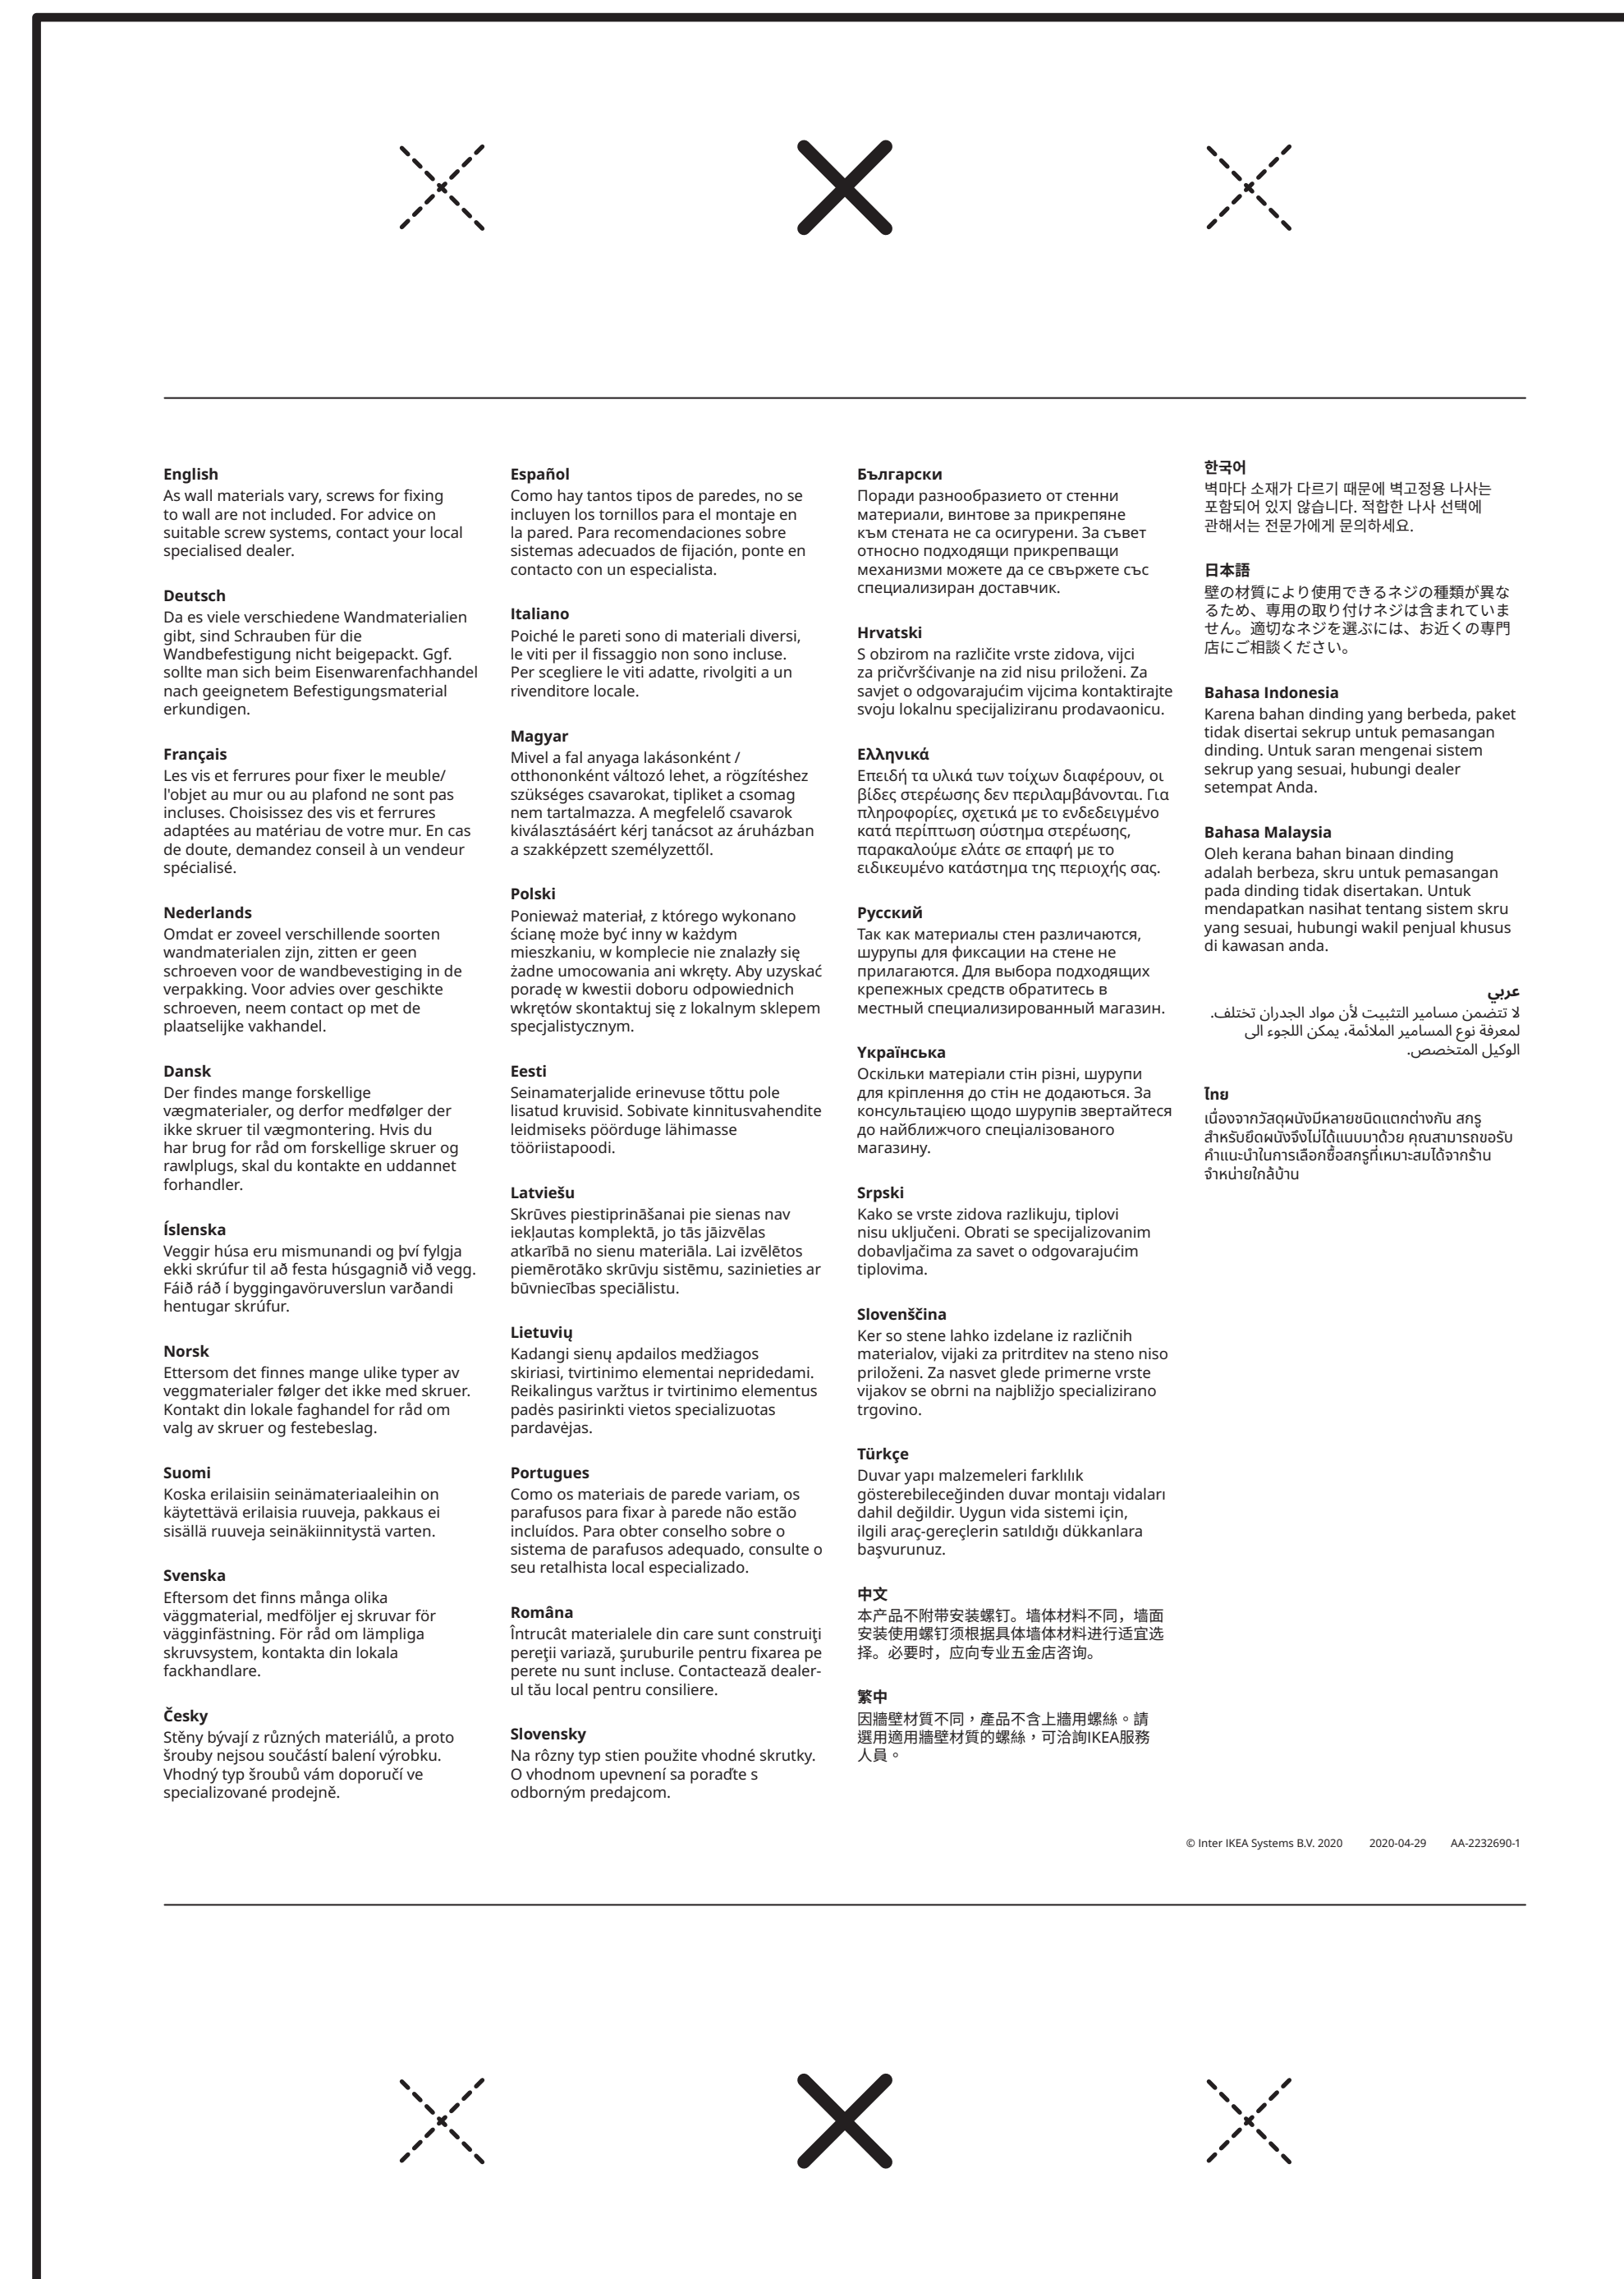 English
As wall materials vary, screws for fixing
to wall are not included. For advice on
suitable screw systems, contact your local
specialised dealer.
Deutsch
Da es viele verschiedene Wandmaterialien
gibt, sind Schrauben für die
Wandbefestigung nicht beigepackt. Ggf.
sollte man sich beim Eisenwarenfachhandel
nach geeignetem Befestigungsmaterial
erkundigen.
Français
Les vis et ferrures pour fixer le meuble/
l'objet au mur ou au plafond ne sont pas
incluses. Choisissez des vis et ferrures
adaptées au matériau de votre mur. En cas
de doute, demandez conseil à un vendeur
spécialisé.
Nederlands
Omdat er zoveel verschillende soorten
wandmaterialen zijn, zitten er geen
schroeven voor de wandbevestiging in de
verpakking. Voor advies over geschikte
schroeven, neem contact op met de
plaatselijke vakhandel.
Dansk
Der findes mange forskellige
vægmaterialer, og derfor medfølger der
ikke skruer til vægmontering. Hvis du
har brug for råd om forskellige skruer og
rawlplugs, skal du kontakte en uddannet
forhandler.
Íslenska
Veggir húsa eru mismunandi og því fylgja
ekki skrúfur til að festa húsgagnið við vegg.
Fáið ráð í byggingavöruverslun varðandi
hentugar skrúfur.
Norsk
Ettersom det finnes mange ulike typer av
veggmaterialer følger det ikke med skruer.
Kontakt din lokale faghandel for råd om
valg av skruer og festebeslag.
Suomi
Koska erilaisiin seinämateriaaleihin on
käytettävä erilaisia ruuveja, pakkaus ei
sisällä ruuveja seinäkiinnitystä varten.
Svenska
Eftersom det finns många olika
väggmaterial, medföljer ej skruvar för
vägginfästning. För råd om lämpliga
skruvsystem, kontakta din lokala
fackhandlare.
Česky
Stěny bývají z různých materiálů, a proto
šrouby nejsou součástí balení výrobku.
Vhodný typ šroubů vám doporučí ve
specializované prodejně.
Español
Como hay tantos tipos de paredes, no se
incluyen los tornillos para el montaje en
la pared. Para recomendaciones sobre
sistemas adecuados de fijación, ponte en
contacto con un especialista.
Italiano
Poiché le pareti sono di materiali diversi,
le viti per il fissaggio non sono incluse.
Per scegliere le viti adatte, rivolgiti a un
rivenditore locale.
Magyar
Mivel a fal anyaga lakásonként /
otthononként változó lehet, a rögzítéshez
szükséges csavarokat, tipliket a csomag
nem tartalmazza. A megfelelő csavarok
kiválasztásáért kérj tanácsot az áruházban
a szakképzett személyzettől.
Polski
Ponieważ materiał, z którego wykonano
ścianę może być inny w każdym
mieszkaniu, w komplecie nie znalazły się
żadne umocowania ani wkręty. Aby uzyskać
poradę w kwestii doboru odpowiednich
wkrętów skontaktuj się z lokalnym sklepem
specjalistycznym.
Eesti
Seinamaterjalide erinevuse tõttu pole
lisatud kruvisid. Sobivate kinnitusvahendite
leidmiseks pöörduge lähimasse
tööriistapoodi.
Latviešu
Skrūves piestiprināšanai pie sienas nav
iekļautas komplektā, jo tās jāizvēlas
atkarībā no sienu materiāla. Lai izvēlētos
piemērotāko skrūvju sistēmu, sazinieties ar
būvniecības speciālistu.
Lietuvių
Kadangi sienų apdailos medžiagos
skiriasi, tvirtinimo elementai nepridedami.
Reikalingus varžtus ir tvirtinimo elementus
padės pasirinkti vietos specializuotas
pardavėjas.
Portugues
Como os materiais de parede variam, os
parafusos para fixar à parede não estão
incluídos. Para obter conselho sobre o
sistema de parafusos adequado, consulte o
seu retalhista local especializado.
Româna
Întrucât materialele din care sunt construiţi
pereţii variază, şuruburile pentru fixarea pe
perete nu sunt incluse. Contactează dealer-
ul tău local pentru consiliere.
Slovensky
Na rôzny typ stien použite vhodné skrutky.
O vhodnom upevnení sa poraďte s
odborným predajcom.
Български
Поради разнообразието от стенни
материали, винтове за прикрепяне
към стената не са осигурени. За съвет
относно подходящи прикрепващи
механизми можете да се свържете със
специализиран доставчик.
Hrvatski
S obzirom na različite vrste zidova, vijci
za pričvršćivanje na zid nisu priloženi. Za
savjet o odgovarajućim vijcima kontaktirajte
svoju lokalnu specijaliziranu prodavaonicu.
Ελληνικά
Επειδή τα υλικά των τοίχων διαφέρουν, οι
βίδες στερέωσης δεν περιλαμβάνονται. Για
πληροφορίες, σχετικά με το ενδεδειγμένο
κατά περίπτωση σύστημα στερέωσης,
παρακαλούμε ελάτε σε επαφή με το
ειδικευμένο κατάστημα της περιοχής σας.
Русский
Так как материалы стен различаются,
шурупы для фиксации на стене не
прилагаются. Для выбора подходящих
крепежных средств обратитесь в
местный специализированный магазин.
Yкраїнська
Оскільки матеріали стін різні, шурупи
для кріплення до стін не додаються. За
консультацією щодо шурупів звертайтеся
до найближчого спеціалізованого
магазину.
Srpski
Kako se vrste zidova razlikuju, tiplovi
nisu uključeni. Obrati se specijalizovanim
dobavljačima za savet o odgovarajućim
tiplovima.
Slovenščina
Ker so stene lahko izdelane iz različnih
materialov, vijaki za pritrditev na steno niso
priloženi. Za nasvet glede primerne vrste
vijakov se obrni na najbližjo specializirano
trgovino.
Türkçe
Duvar yapı malzemeleri farklılık
gösterebileceğinden duvar montajı vidaları
dahil değildir. Uygun vida sistemi için,
ilgili araç-gereçlerin satıldığı dükkanlara
başvurunuz.
中文
本产品不附带安装螺钉。墙体材料不同，墙面
安装使用螺钉须根据具体墙体材料进行适宜选
择。必要时，应向专业五金店咨询。
繁中
因牆壁材質不同，產品不含上牆用螺絲。請
選用適用牆壁材質的螺絲，可洽詢IKEA服務
人員。
한국어
벽마다 소재가 다르기 때문에 벽고정용 나사는
포함되어 있지 않습니다. 적합한 나사 선택에
관해서는 전문가에게 문의하세요.
日本語
壁の材質により使用できるネジの種類が異な
るため、専用の取り付けネジは含まれていま
せん。適切なネジを選ぶには、お近くの専門
店にご相談ください。
Bahasa Indonesia
Karena bahan dinding yang berbeda, paket
tidak disertai sekrup untuk pemasangan
dinding. Untuk saran mengenai sistem
sekrup yang sesuai, hubungi dealer
setempat Anda.
Bahasa Malaysia
Oleh kerana bahan binaan dinding
adalah berbeza, skru untuk pemasangan
pada dinding tidak disertakan. Untuk
mendapatkan nasihat tentang sistem skru
yang sesuai, hubungi wakil penjual khusus
di kawasan anda.
عربي
لا تتضمن مسامير التثبيت لأن مواد الجدران تختلف.
لمعرفة نوع المسامير الملائمة، يمكن اللجوء الى
الوكيل المتخصص.
ไทย
เนื่องจากวัสดุผนังมีหลายชนิดแตกต่างกัน สกรู
สำหรับยึดผนังจึงไม่ได้แนบมาด้วย คุณสามารถขอรับ
คำแนะนำในการเลือกซื้อสกรูที่เหมาะสมได้จากร้าน
จำหน่ายใกล้บ้าน
© Inter IKEA Systems B.V. 2020 2020-04-29 AA-2232690-1